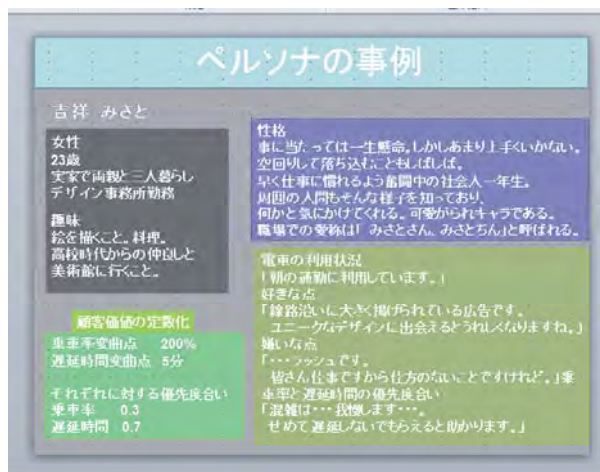 ペルソナの事例
吉祥 みさと
女性
23歳
実家で両親と三人暮らし
デザイン事務所勤務
趣味
絵を描くこと。料理。
高校時代からの仲良しと
美術館に行くこと。
顧客価値の定数化
乗車率変曲点 200%
遅延時間変曲点 5分
それぞれに対する優先度合い
乗車率 0.3
遅延時間 0.7
性格
事に当たっては一生懸命。しかしあまり上手くいかない。
空回りして落ち込むこともしばしば。
早く仕事に慣れるよう奮闘中の社会人一年生。
周囲の人間もそんな様子を知っており、
何かと気にかけてくれる。可愛がられキャラである。
職場での愛称は「みさとさん、みさとちん」と呼ばれる。
電車の利用状況
「朝の通勤に利用しています。」
好きな点
「線路沿いに大きく掲げられている広告です。
ユニークなデザインに出会えるとうれしくなりますね。」
嫌いな点
「・・・ラッシュです。
皆さん仕事ですから仕方のないことですけれど。」乗
車率と遅延時間の優先度合い
「混雑は・・・我慢します・・・。
せめて遅延しないでもらえると助かります。」